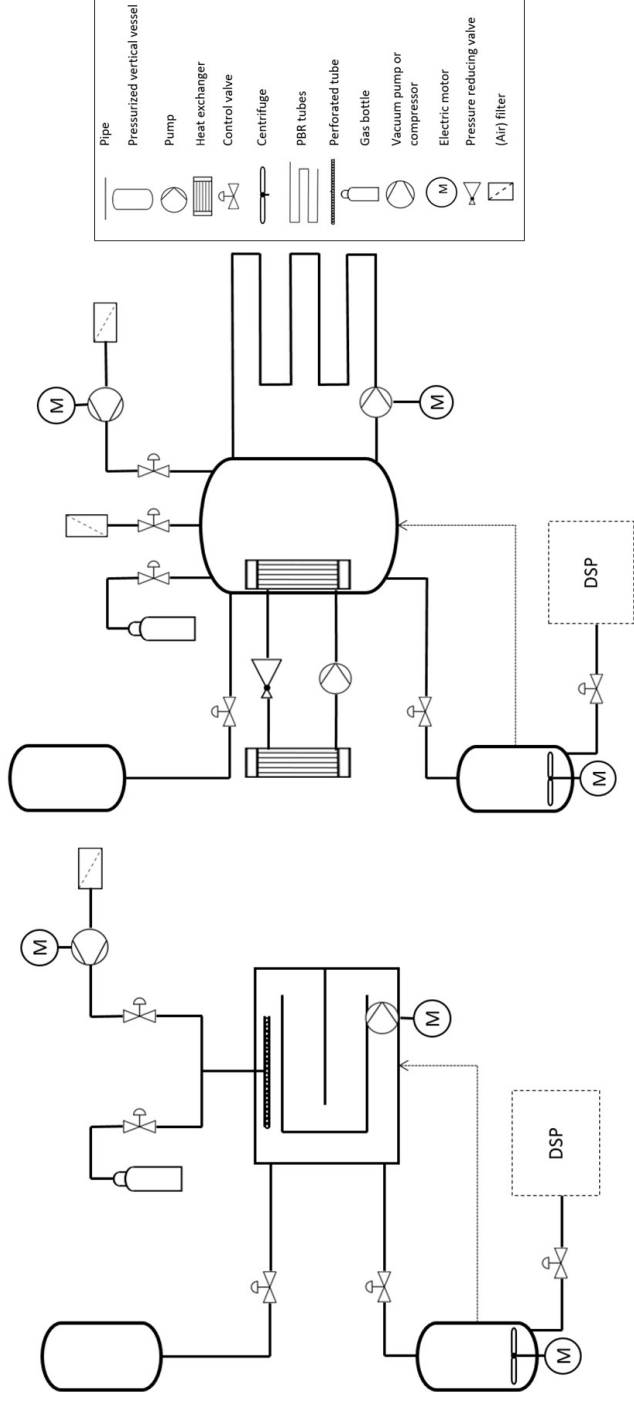 M
M
DSP
M
M
M
DSP
M
Pipe
Pressurized vertical vessel
Pump
Heat exchanger
Control valve
Centrifuge
PBR tubes
Perforated tube
Gas bottle
Vacuum pump or
compressor
M Electric motor
Pressure reducing valve
(Air) filter